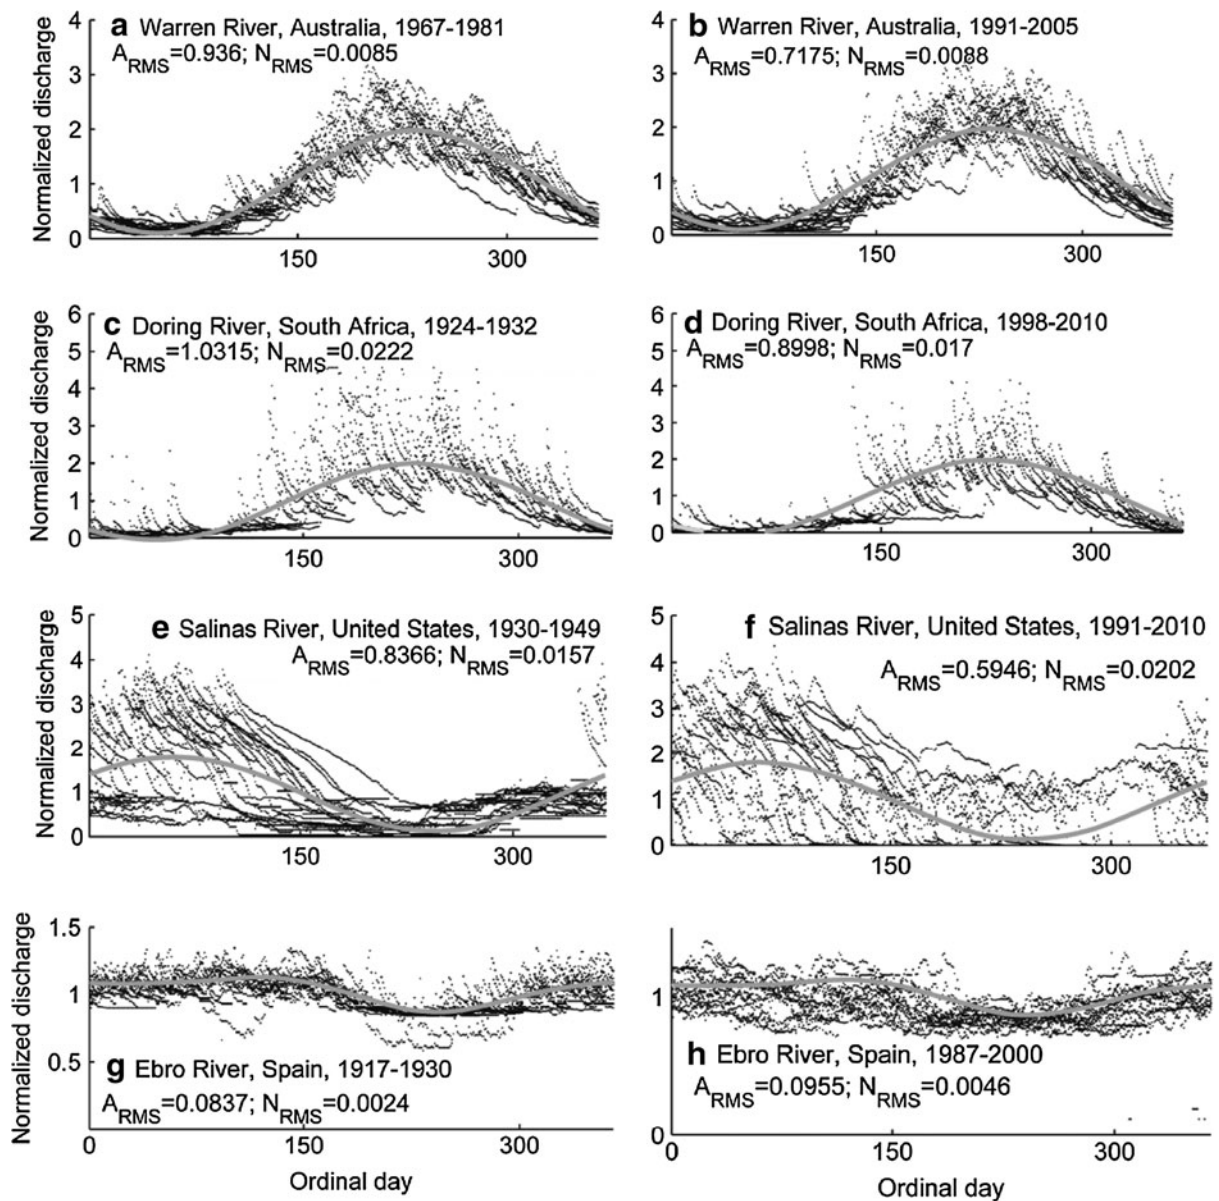 a Warren River, Australia, 1967-1981
A_RMS=0.936; N_RMS=0.0085
Normalized discharge
4
3
2
1
0
150
300
b Warren River, Australia, 1991-2005
A_RMS=0.7175; N_RMS=0.0088
4
3
2
1
0
150
300
c Doring River, South Africa, 1924-1932
A_RMS=1.0315; N_RMS=0.0222
Normalized discharge
6
5
4
3
2
1
0
150
300
d Doring River, South Africa, 1998-2010
A_RMS=0.8998; N_RMS=0.017
6
5
4
3
2
1
0
150
300
e Salinas River, United States, 1930-1949
A_RMS=0.8366; N_RMS=0.0157
Normalized discharge
5
4
3
2
1
0
150
300
f Salinas River, United States, 1991-2010
A_RMS=0.5946; N_RMS=0.0202
5
4
3
2
1
0
150
300
Normalized discharge
1.5
1
0.5
g Ebro River, Spain, 1917-1930
A_RMS=0.0837; N_RMS=0.0024
0
150
300
Ordinal day
1
h Ebro River, Spain, 1987-2000
A_RMS=0.0955; N_RMS=0.0046
0
0
150
300
Ordinal day